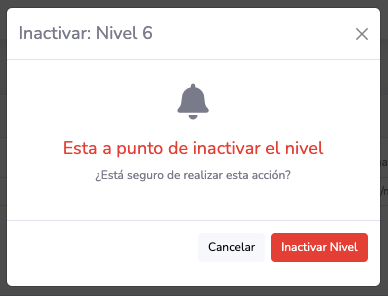 Inactivar: Nivel 6
Esta a punto de inactivar el nivel
¿Está seguro de realizar esta acción?
Cancelar Inactivar Nivel